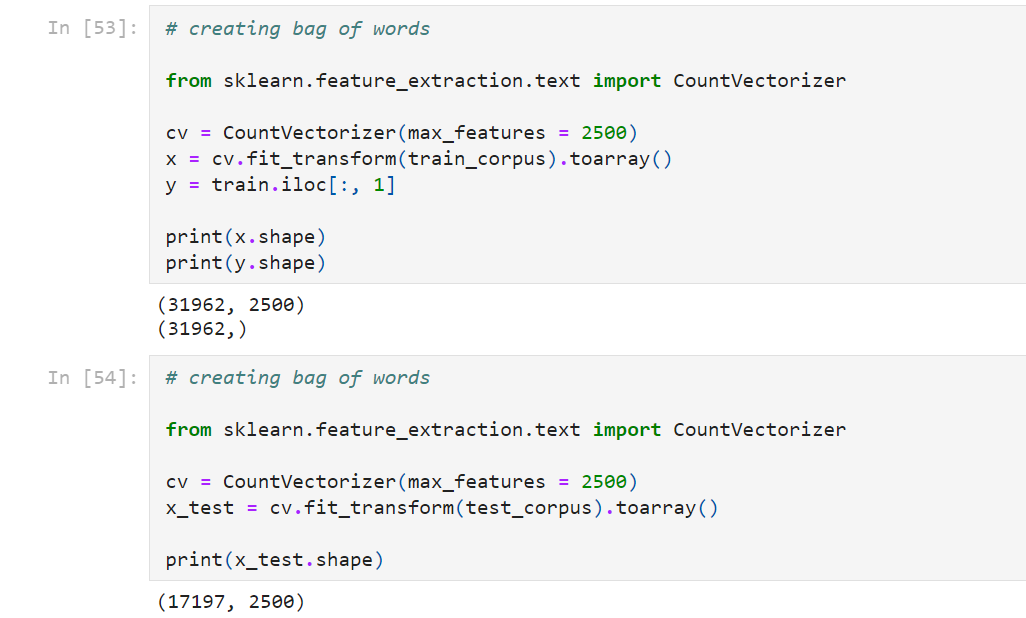 In [53]:
# creating bag of words
from sklearn.feature_extraction.text import CountVectorizer
cv = CountVectorizer(max_features = 2500)
x = cv.fit_transform(train_corpus).toarray()
y = train.iloc[:, 1]
print(x.shape)
print(y.shape)
(31962, 2500)
(31962,)
In [54]:
# creating bag of words
from sklearn.feature_extraction.text import CountVectorizer
cv = CountVectorizer(max_features = 2500)
x_test = cv.fit_transform(test_corpus).toarray()
print(x_test.shape)
(17197, 2500)